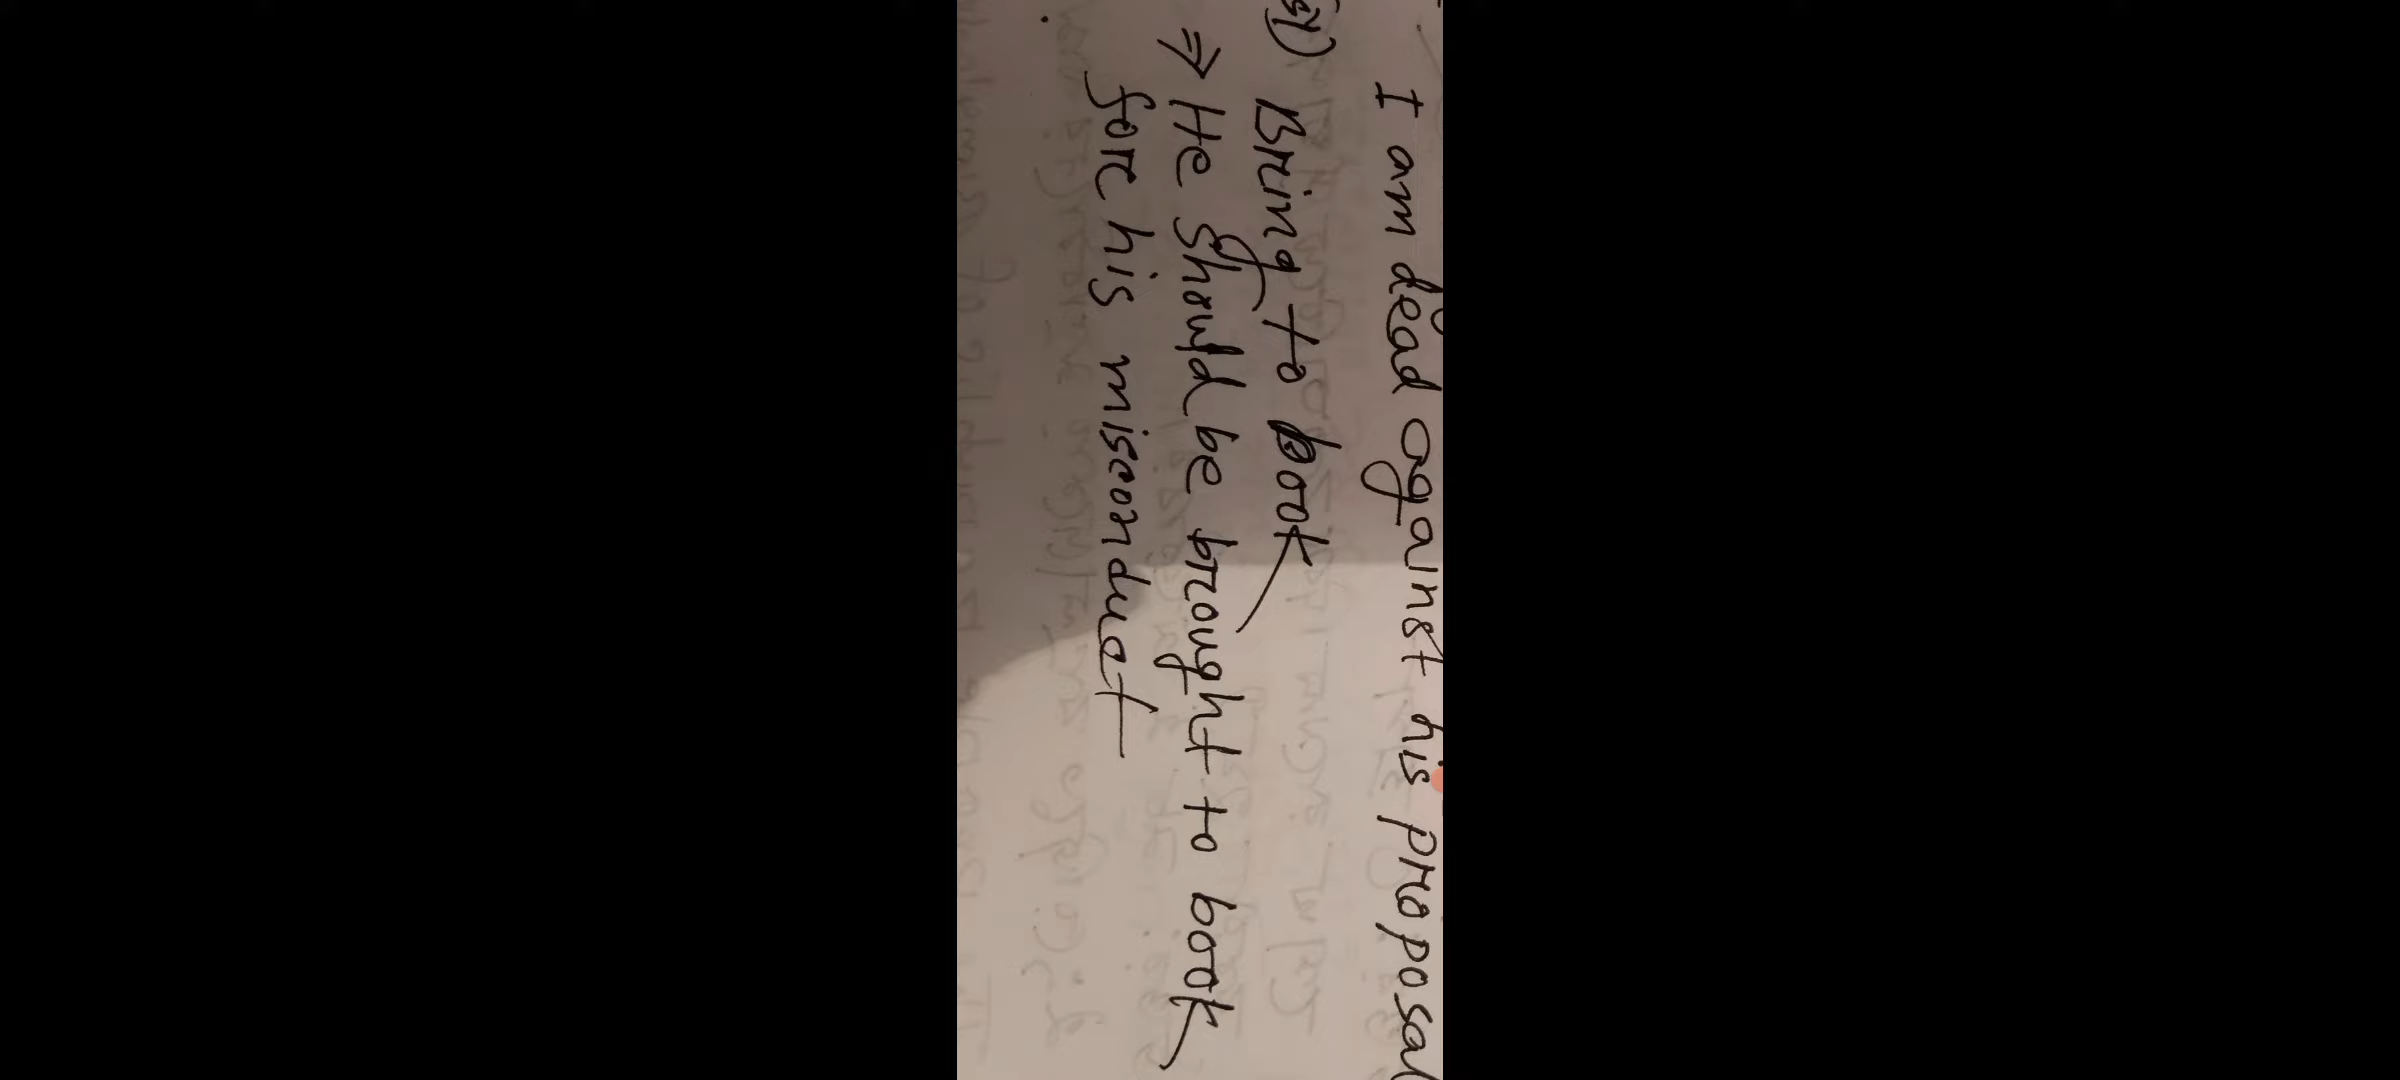 I am dead against his proposal
Bring to book
⇒ He should be brought to book
for his misconduct